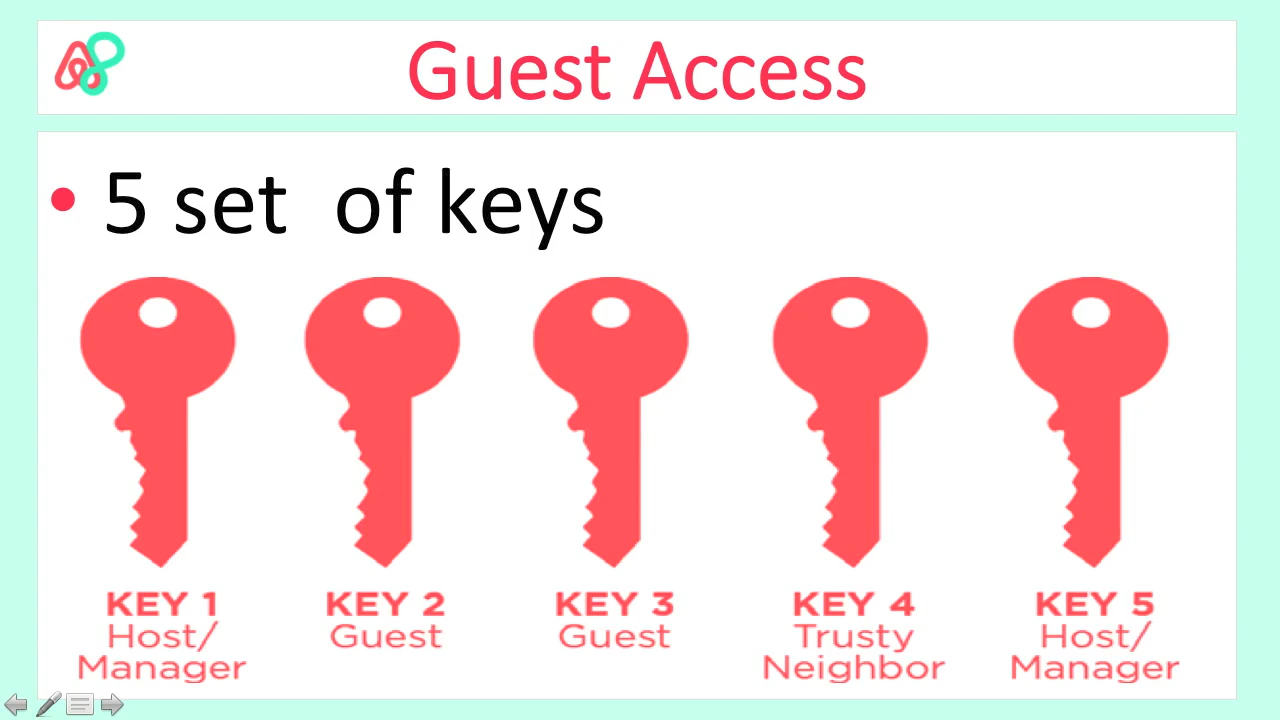 Guest Access
• 5 set  of keys
KEY 1
Host/
Manager
KEY 2
Guest
KEY 3
Guest
KEY 4
Trusty
Neighbor
KEY 5
Host/
Manager